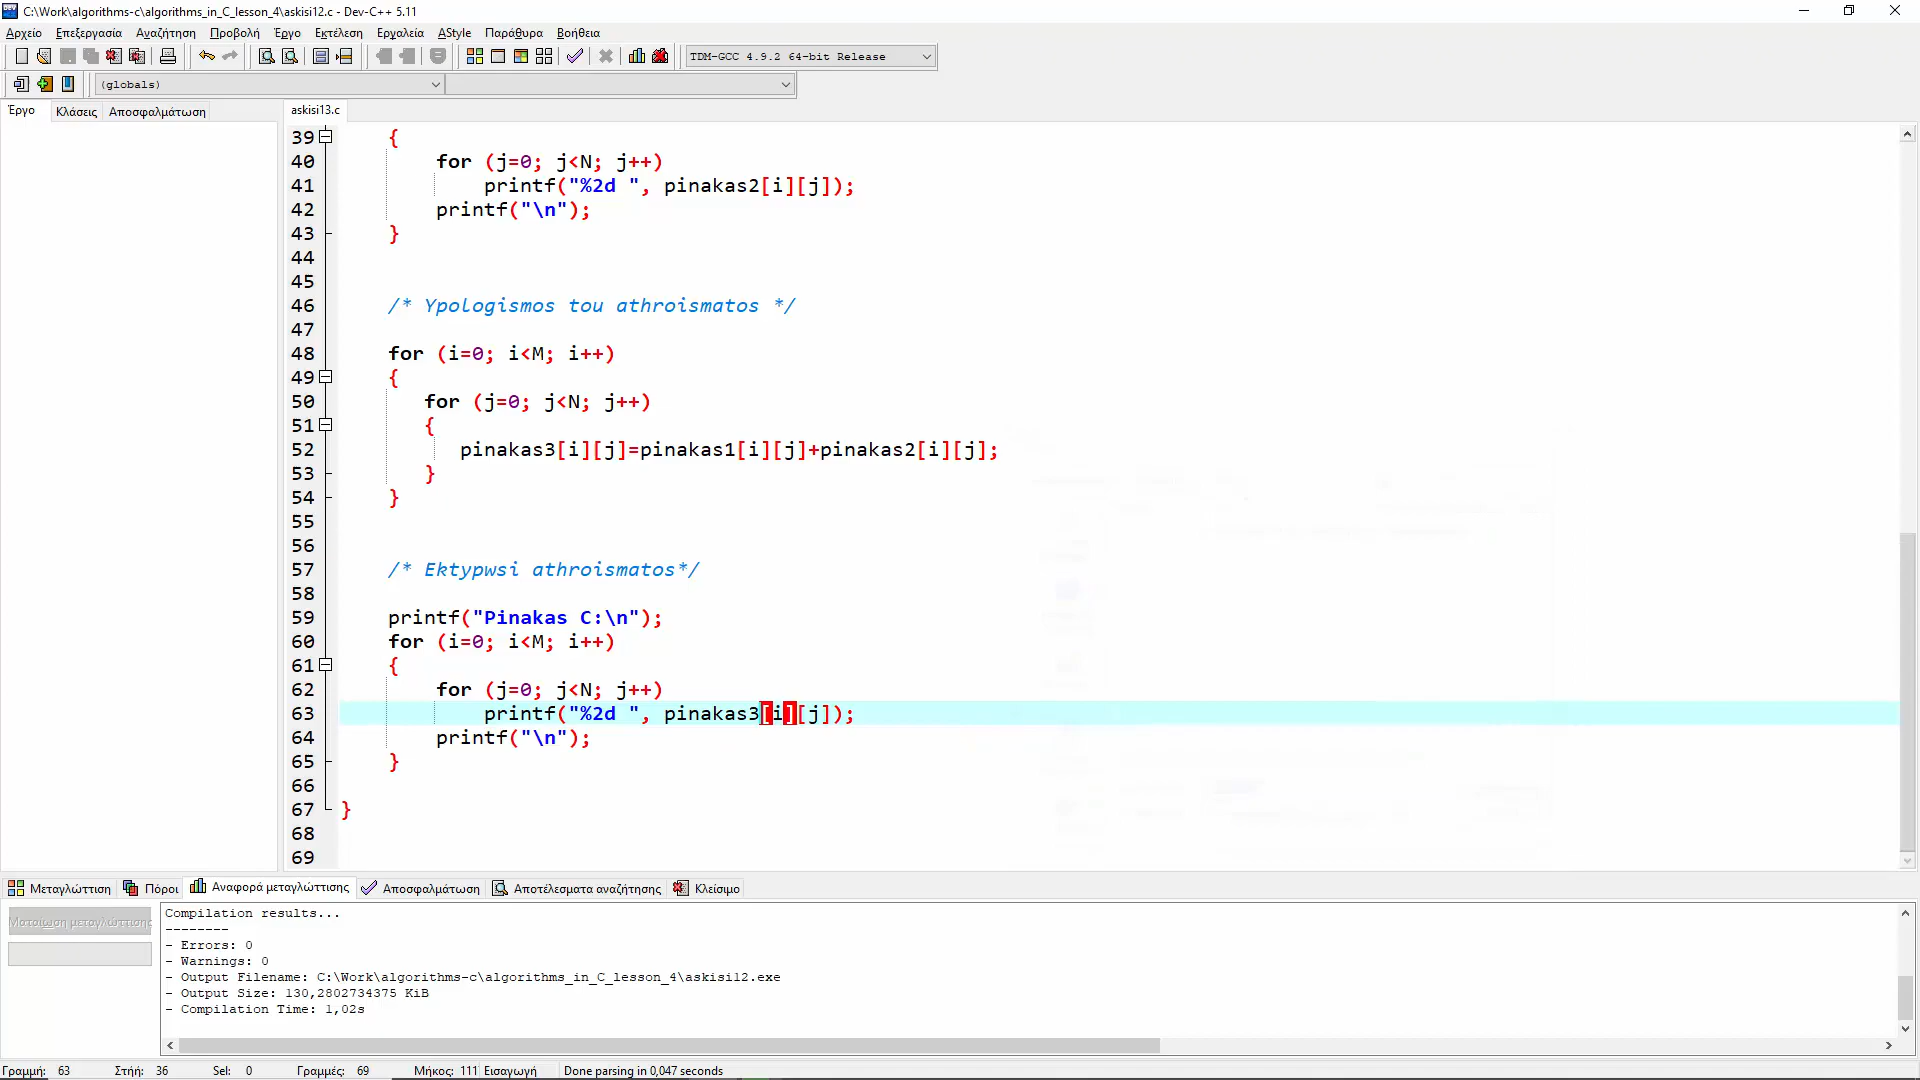 C:\Work\algorithms-c\algorithms_in_C_lesson_4\askisi12.c - Dev-C++ 5.11
Αρχείο Επεξεργασία Αναζήτηση Προβολή Έργο Εκτέλεση Εργαλεία AStyle Παράθυρα Βοήθεια
TDM-GCC 4.9.2 64-bit Release
(globals)
Έργο Κλάσεις Αποσφαλμάτωση
askisi13.c
39 {
40 for (j=0; j<N; j++)
41 printf("%2d ", pinakas2[i][j]);
42 printf("\n");
43 }
44
45
46 /* Ypologismos tou athroismatos */
47
48 for (i=0; i<M; i++)
49 {
50 for (j=0; j<N; j++)
51 {
52 pinakas3[i][j]=pinakas1[i][j]+pinakas2[i][j];
53 }
54 }
55
56
57 /* Ektypwsi athroismatos*/
58
59 printf("Pinakas C:\n");
60 for (i=0; i<M; i++)
61 {
62 for (j=0; j<N; j++)
63 printf("%2d ", pinakas3[i][j]);
64 printf("\n");
65 }
66
67 }
68
69
Μεταγλώττιση Πόροι Αναφορά μεταγλώττισης Αποσφαλμάτωση Αποτέλεσματα αναζήτησης Κλείσιμο
Ματαίωση μεταγλώττισης
Compilation results...
--------
- Errors: 0
- Warnings: 0
- Output Filename: C:\Work\algorithms-c\algorithms_in_C_lesson_4\askisi12.exe
- Output Size: 130,2802734375 KiB
- Compilation Time: 1,02s
Γραμμή: 63 Στήή: 36 Sel: 0 Γραμμές: 69 Μήκος: 111 Εισαγωγή Done parsing in 0,047 seconds